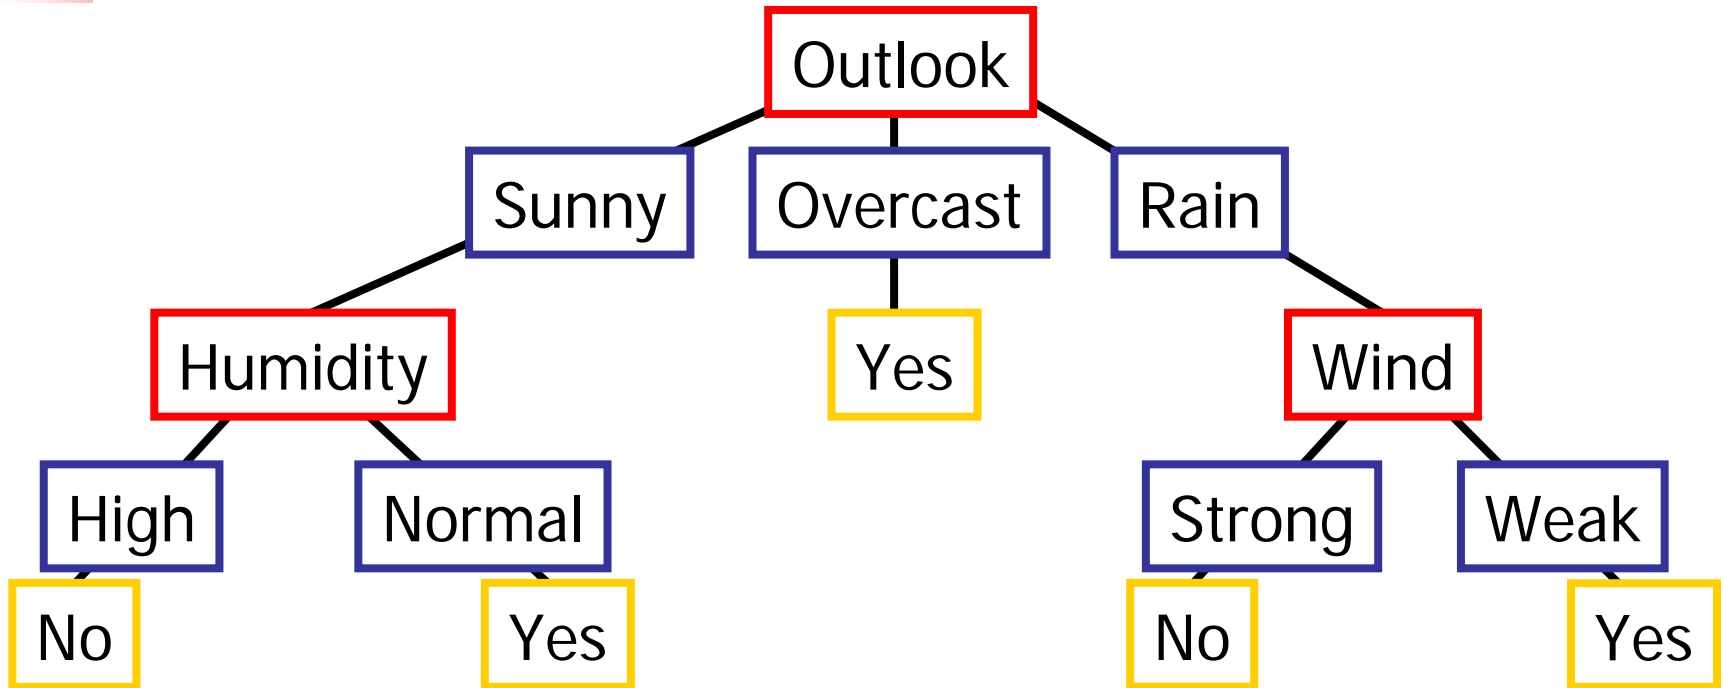 Outlook
Sunny Overcast Rain
Humidity Yes Wind
High Normal Strong Weak
No Yes No Yes